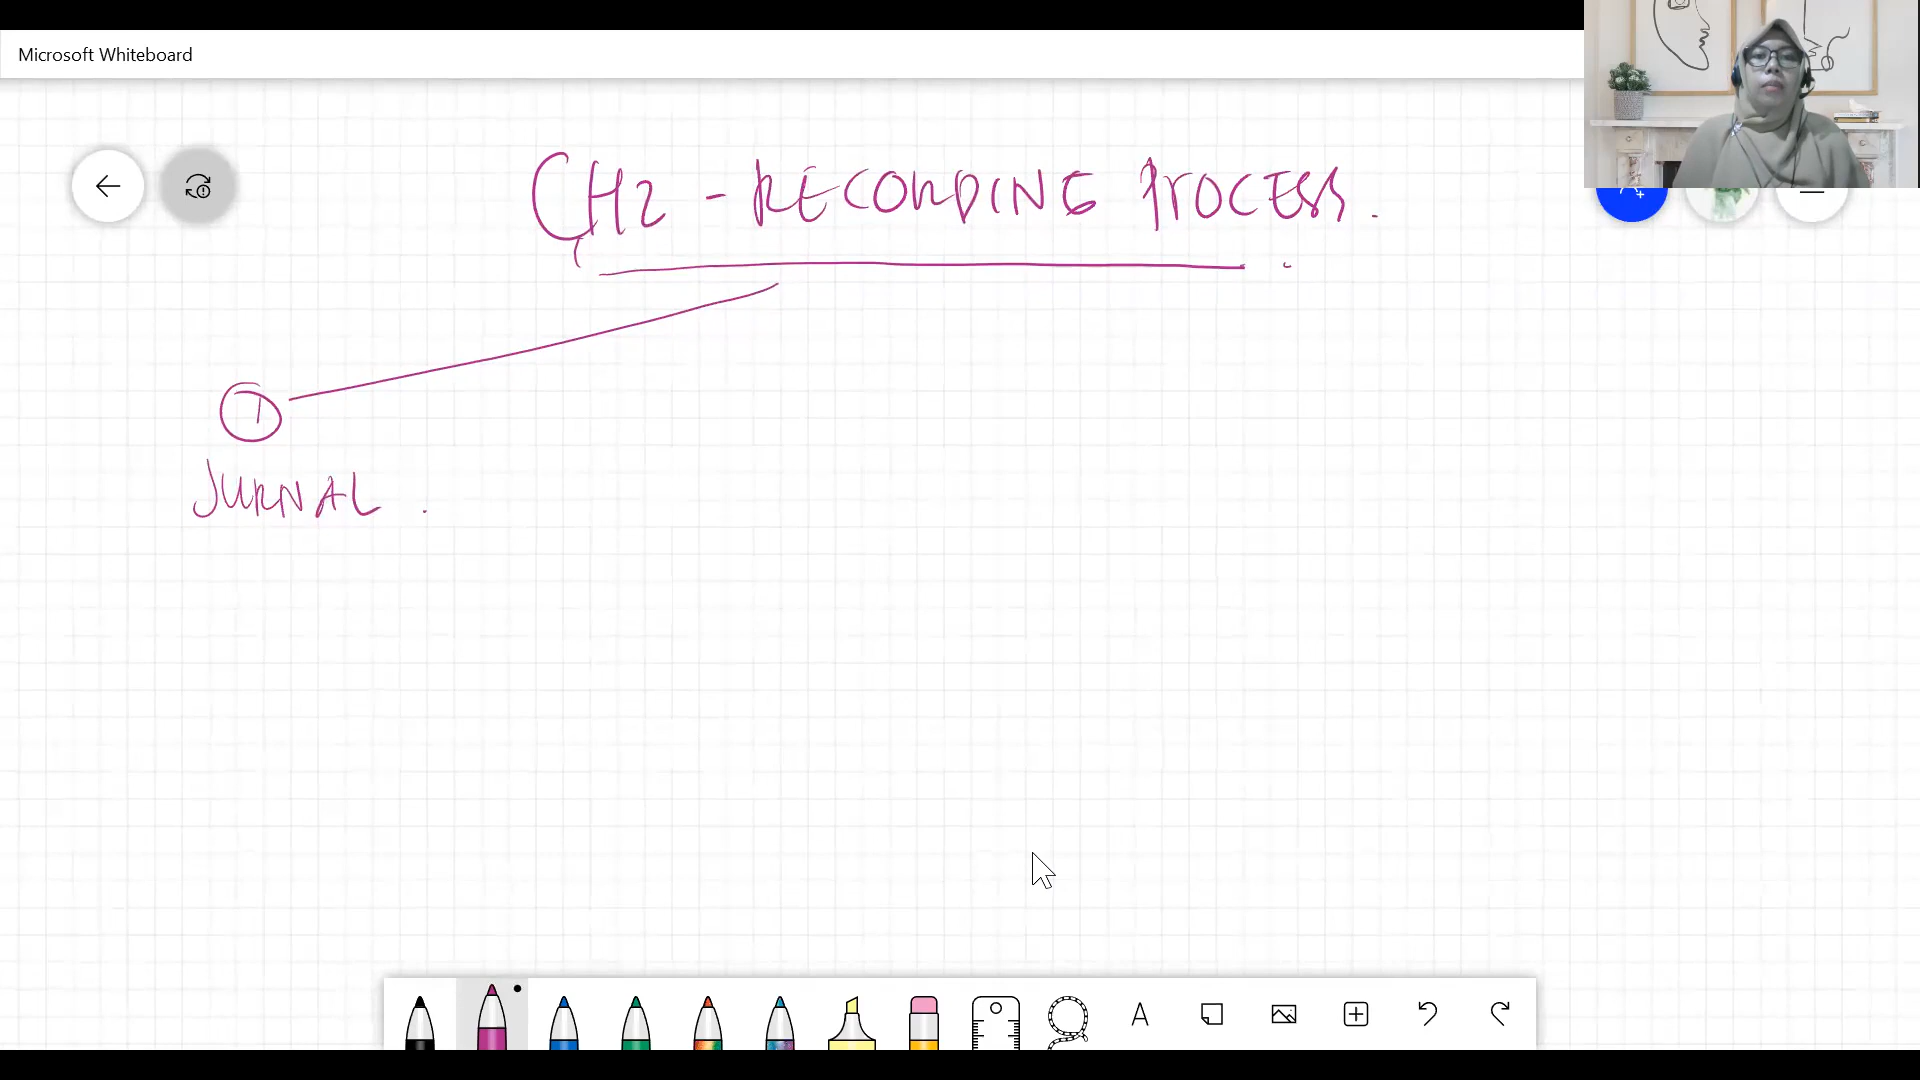 Microsoft Whiteboard
CH2 - RECORDING PROCESS.
1
JURNAL .
A